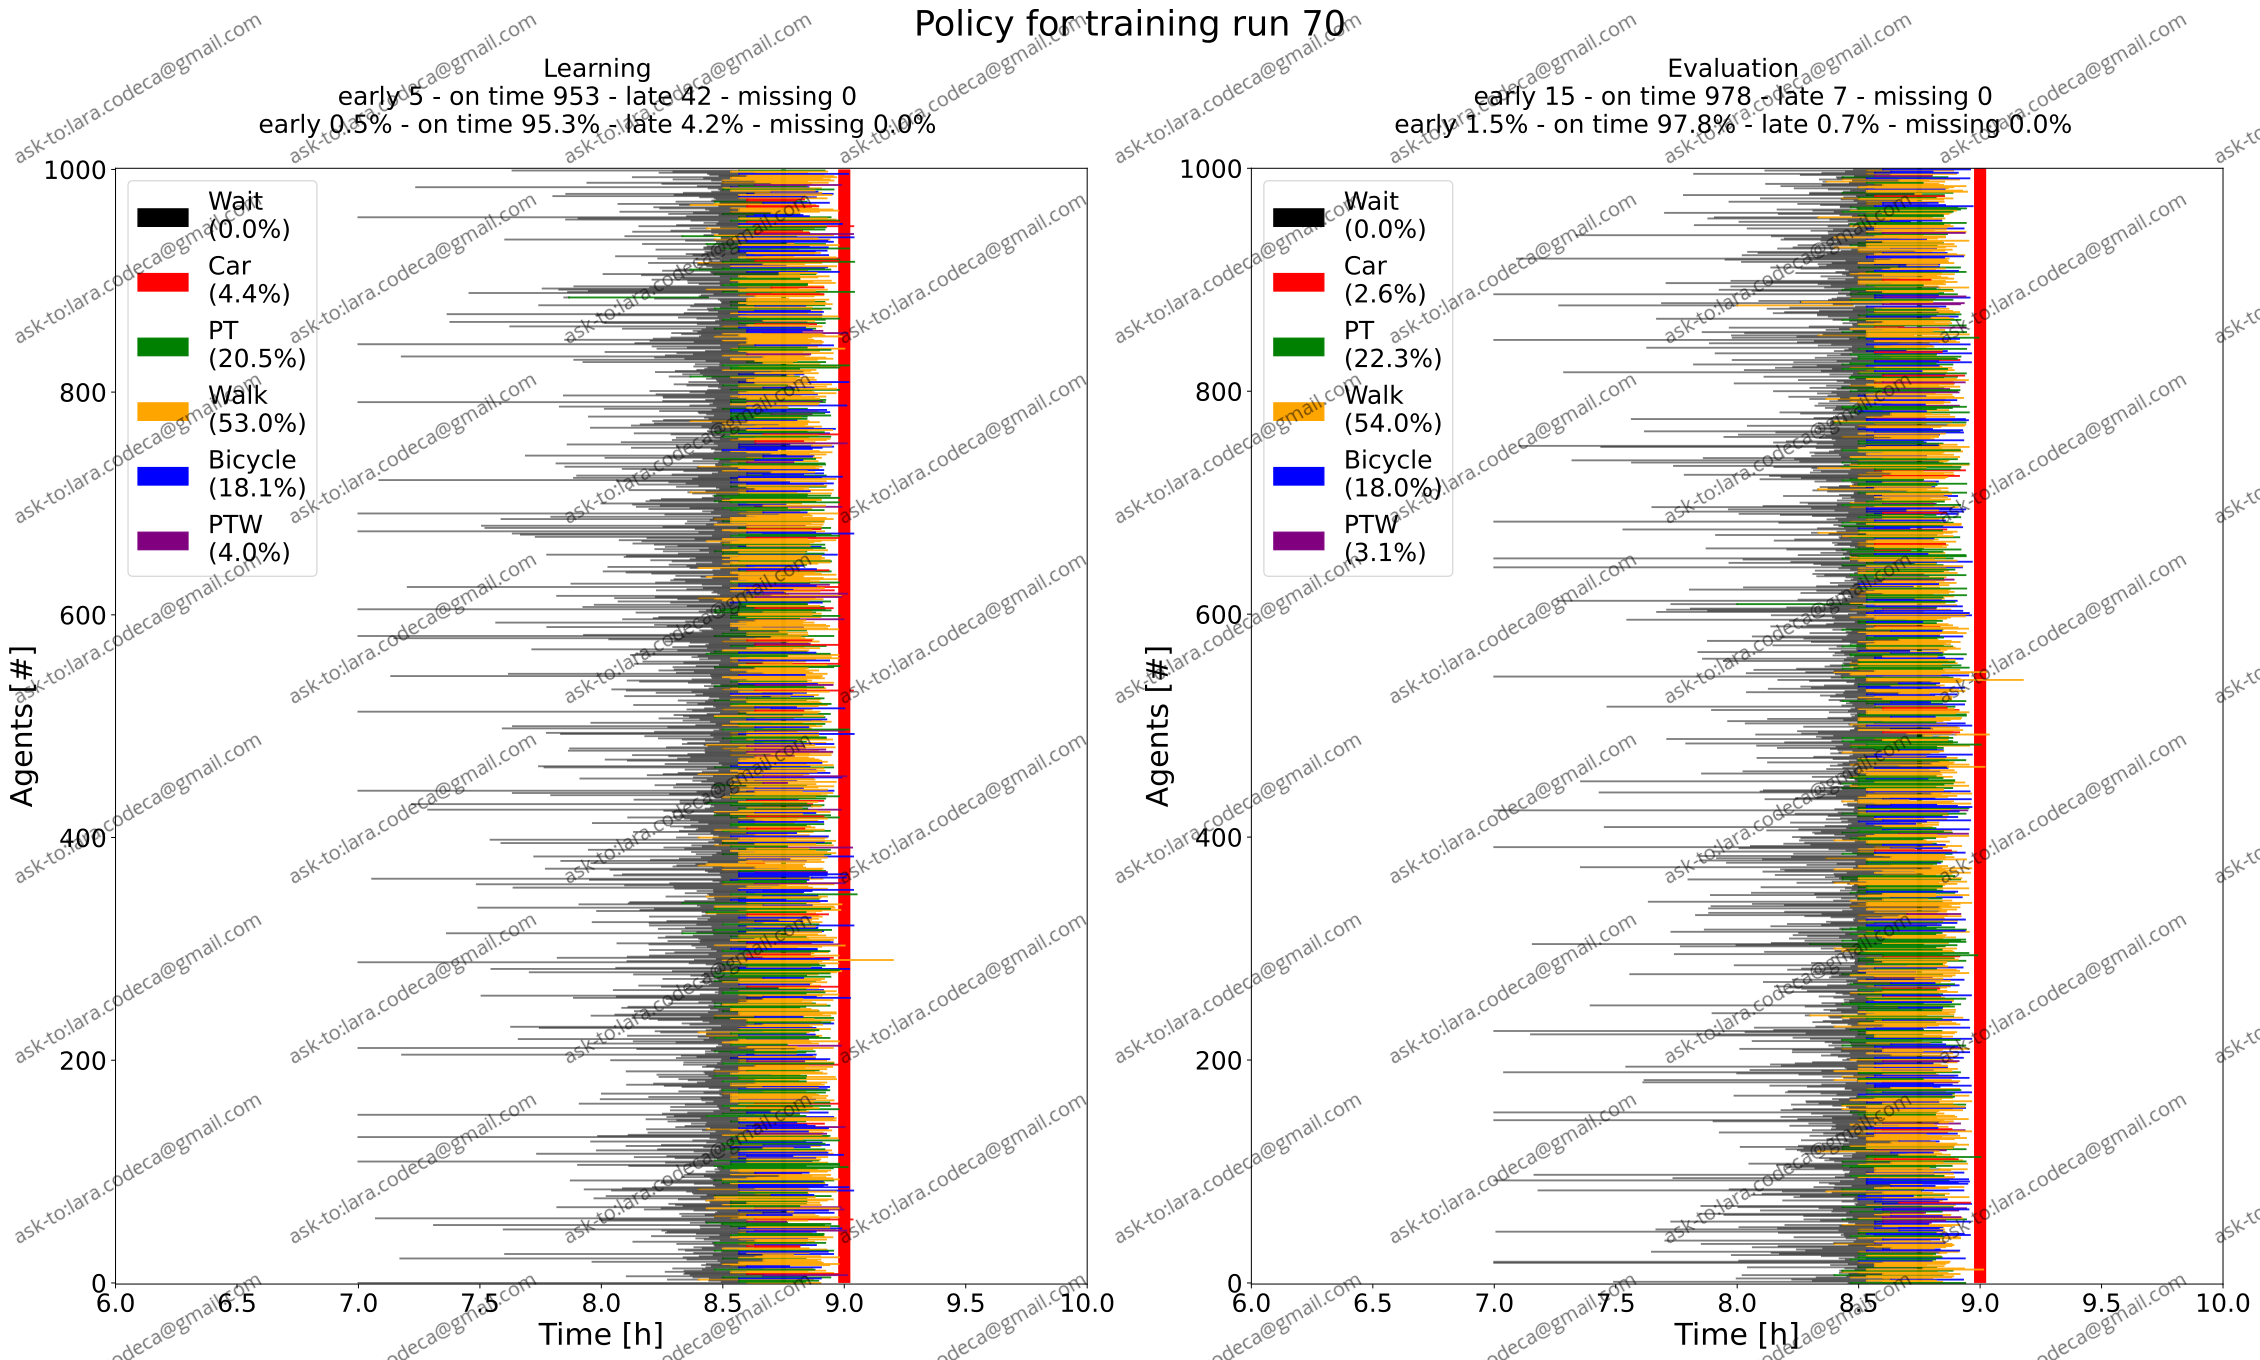 Policy for training run 70
Learning
early 5 - on time 953 - late 42 - missing 0
early 0.5% - on time 95.3% - late 4.2% - missing 0.0%
Agents [#]
1000
800
600
400
200
0
Wait
(0.0%)
Car
(4.4%)
PT
(20.5%)
Walk
(53.0%)
Bicycle
(18.1%)
PTW
(4.0%)
6.0 6.5 7.0 7.5 8.0 8.5 9.0 9.5 10.0
Time [h]
Evaluation
early 15 - on time 978 - late 7 - missing 0
early 1.5% - on time 97.8% - late 0.7% - missing 0.0%
Agents [#]
1000
800
600
400
200
0
Wait
(0.0%)
Car
(2.6%)
PT
(22.3%)
Walk
(54.0%)
Bicycle
(18.0%)
PTW
(3.1%)
6.0 6.5 7.0 7.5 8.0 8.5 9.0 9.5 10.0
Time [h]
ask-to:lara.codeca@gmail.com